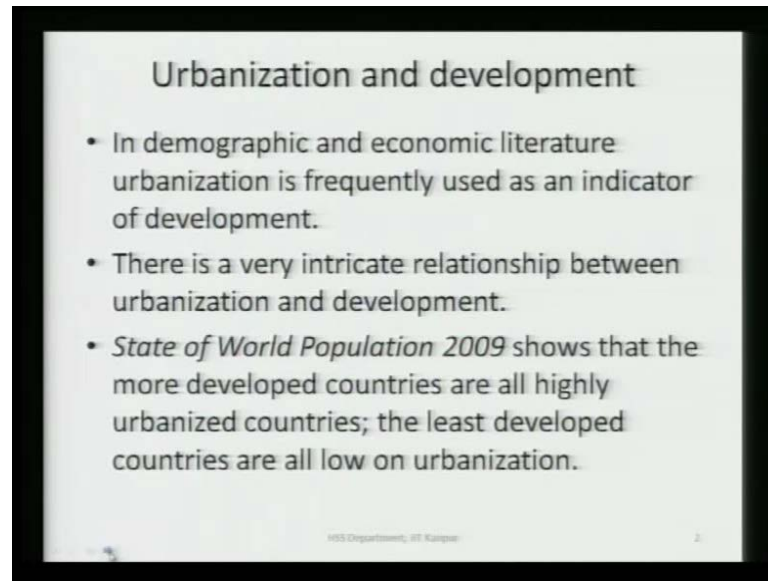 Urbanization and development
• In demographic and economic literature
urbanization is frequently used as an indicator
of development.
• There is a very intricate relationship between
urbanization and development.
• State of World Population 2009 shows that the
more developed countries are all highly
urbanized countries; the least developed
countries are all low on urbanization.
HSS Department, IIT Kanpur
2